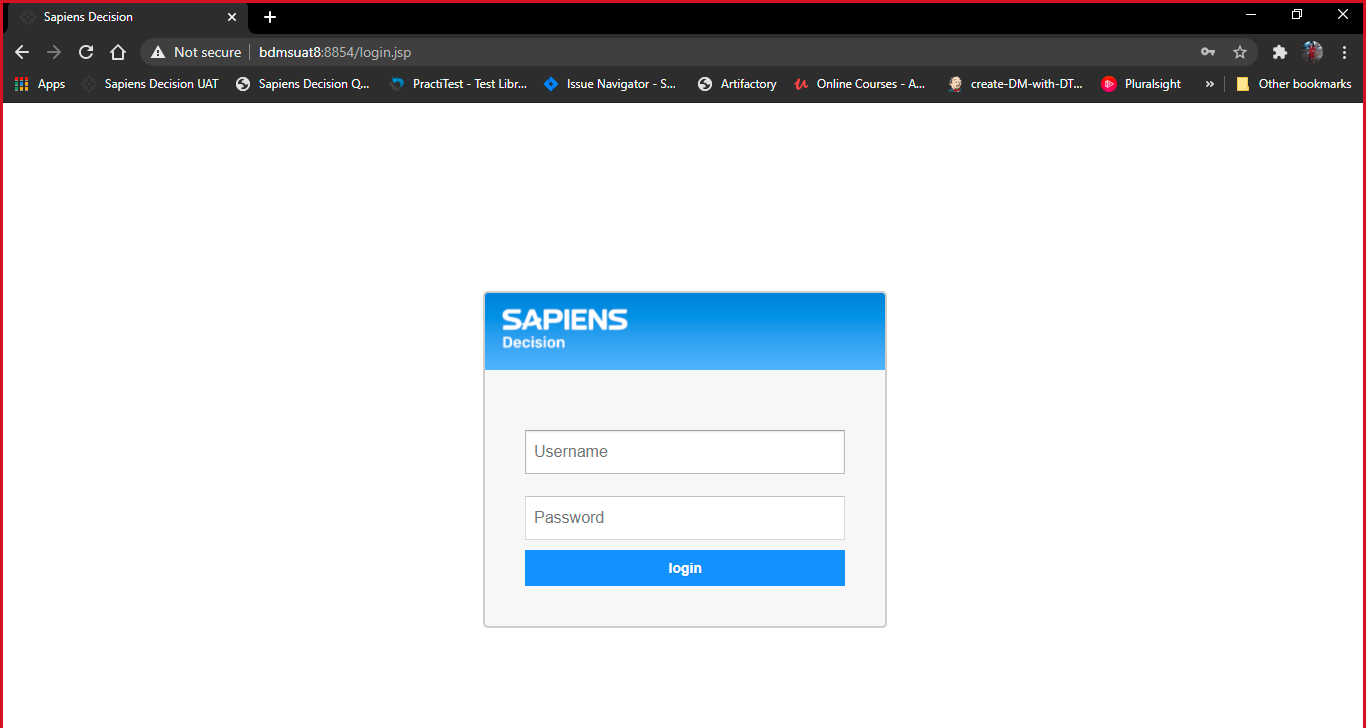 Sapiens Decision
Not secure bdmsuat8:8854/login.jsp
Apps Sapiens Decision UAT Sapiens Decision Q... PractiTest - Test Libr... Issue Navigator - S... Artifactory Online Courses - A... create-DM-with-DT... Pluralsight » Other bookmarks
SAPIENS
Decision
Username
Password
login